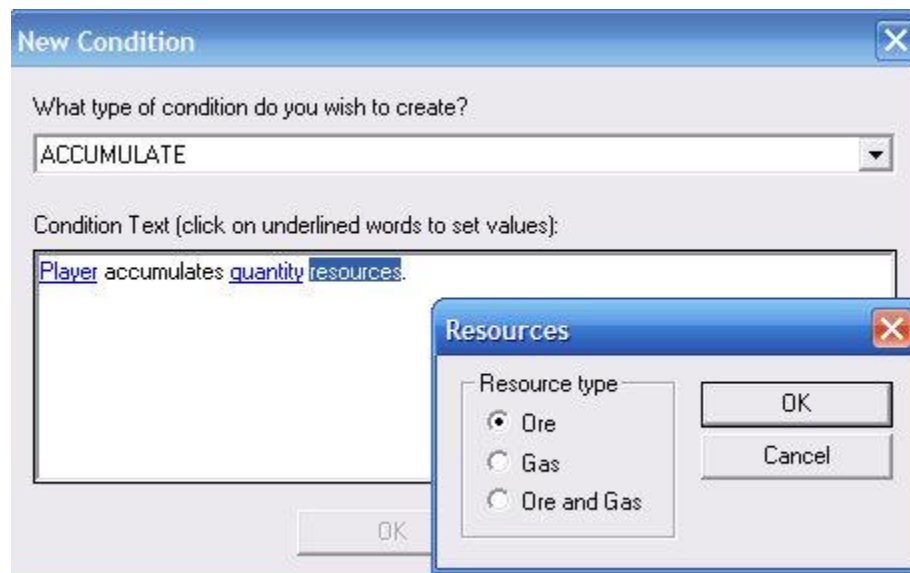 New Condition
What type of condition do you wish to create?
ACCUMULATE
Condition Text (click on underlined words to set values):
Player accumulates quantity resources.
Resources
Resource type
Ore
Gas
Ore and Gas
OK
Cancel
OK